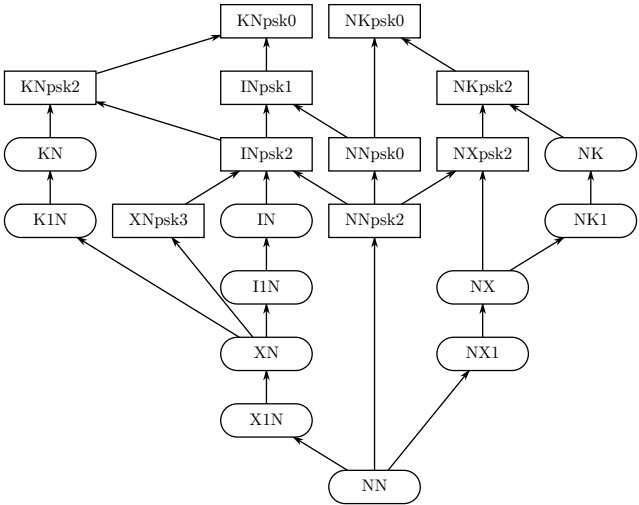 KNpsk0 NKpsk0
KNpsk2 INpsk1 NKpsk2
KN INpsk2 NNpsk0 NXpsk2 NK
K1N XNpsk3 IN NNpsk2 NK1
I1N NX
XN NX1
X1N
NN